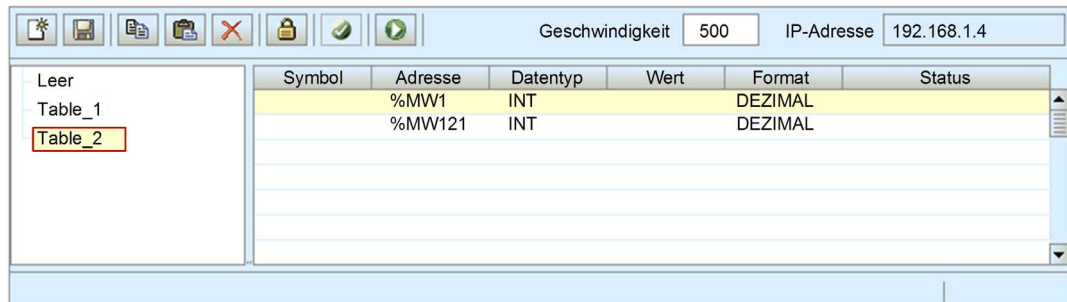 Geschwindigkeit 500 IP-Adresse 192.168.1.4
Leer
Table_1
Table_2
Symbol Adresse Datentyp Wert Format Status
%MW1 INT DEZIMAL
%MW121 INT DEZIMAL